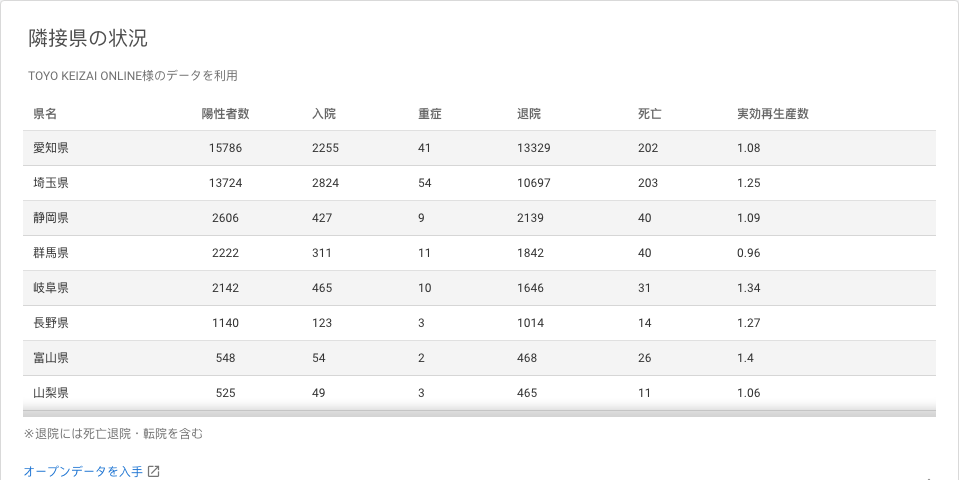 隣接県の状況
TOYO KEIZAI ONLINE様のデータを利用
県名 陽性者数 入院 重症 退院 死亡 実効再生産数
愛知県 15786 2255 41 13329 202 1.08
埼玉県 13724 2824 54 10697 203 1.25
静岡県 2606 427 9 2139 40 1.09
群馬県 2222 311 11 1842 40 0.96
岐阜県 2142 465 10 1646 31 1.34
長野県 1140 123 3 1014 14 1.27
富山県 548 54 2 468 26 1.4
山梨県 525 49 3 465 11 1.06
※退院には死亡退院・転院を含む
オープンデータを入手